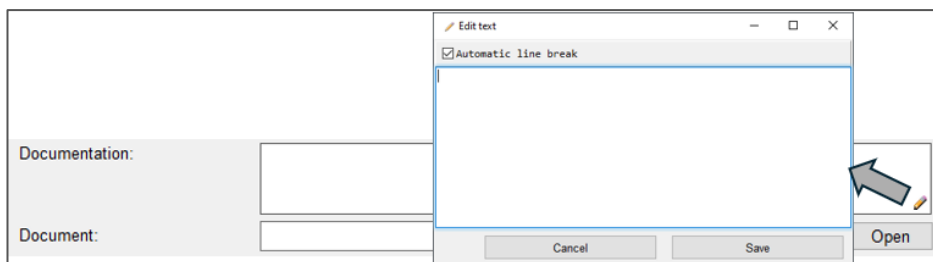 Edit text
Automatic line break
Documentation:
Document:
Open
Cancel
Save